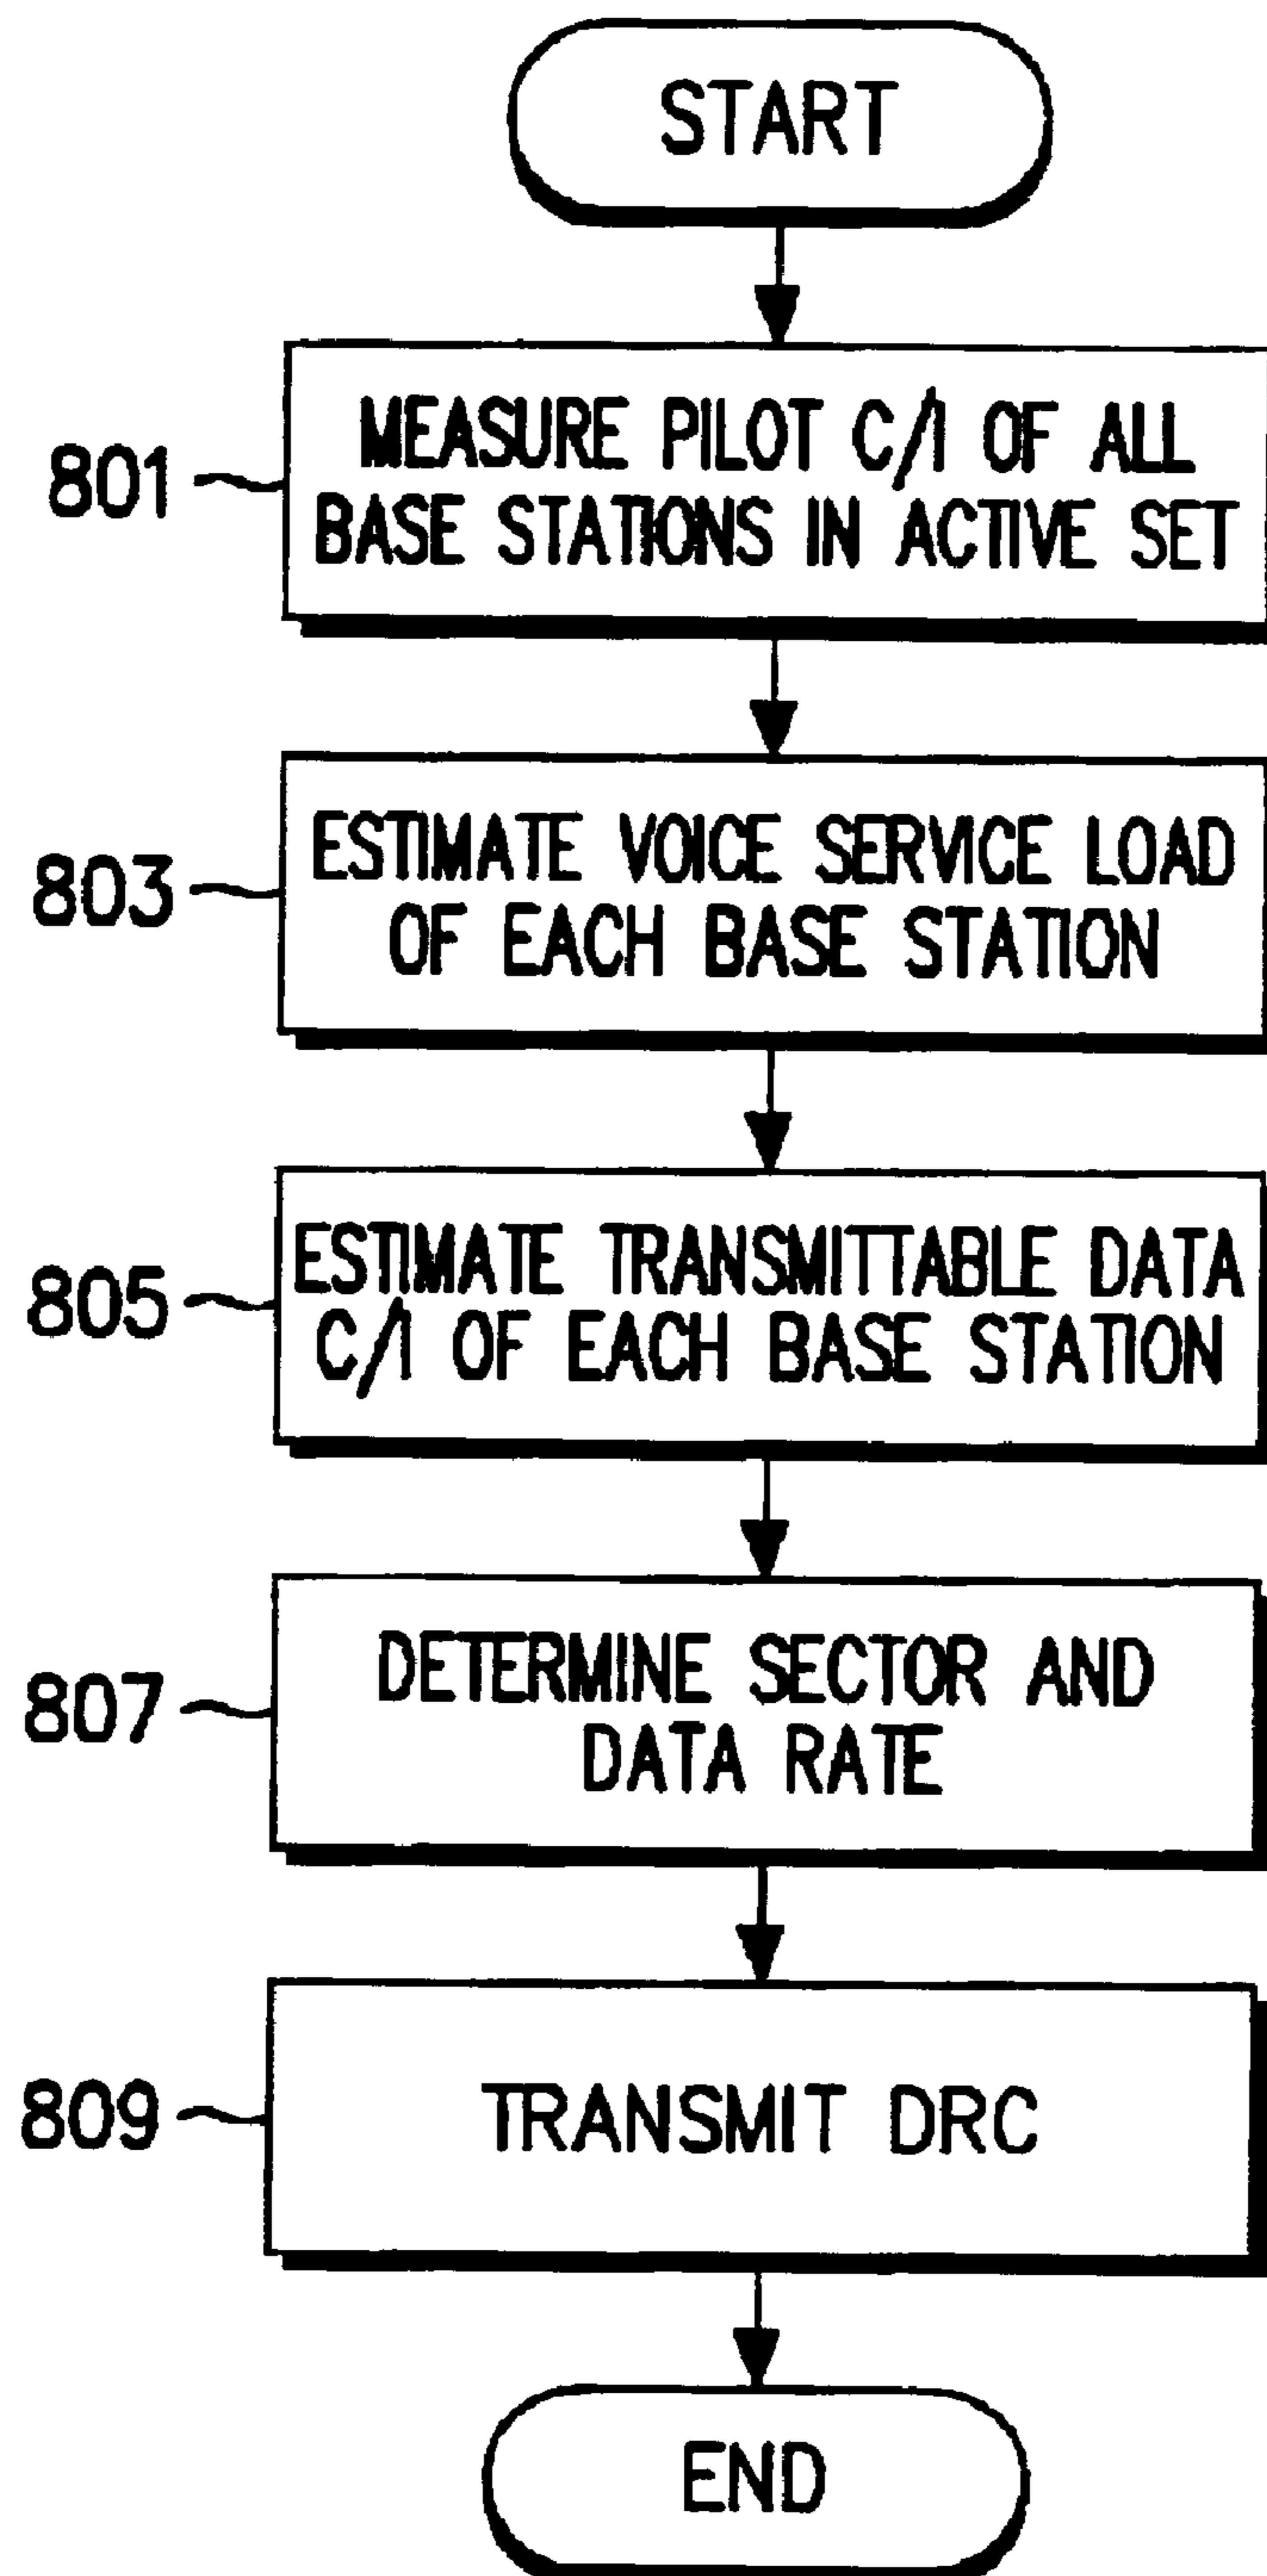 START
801
MEASURE PILOT C/I OF ALL
BASE STATIONS IN ACTIVE SET
803
ESTIMATE VOICE SERVICE LOAD
OF EACH BASE STATION
805
ESTIMATE TRANSMITTABLE DATA
C/I OF EACH BASE STATION
807
DETERMINE SECTOR AND
DATA RATE
809
TRANSMIT DRC
END